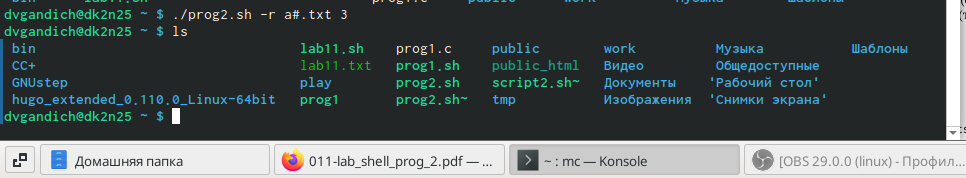 dvgandich@dk2n25 ~ $ ./prog2.sh -r a#.txt 3
dvgandich@dk2n25 ~ $ ls
bin lab11.sh prog1.c public work Музыка Шаблоны
CC+ lab11.txt prog1.sh public_html Видео Общедоступные
GNUstep play prog2.sh script2.sh~ Документы 'Рабочий стол'
hugo_extended_0.110.0_Linux-64bit prog1 prog2.sh~ tmp Изображения 'Снимки экрана'
dvgandich@dk2n25 ~ $
Домашняя папка 011-lab_shell_prog_2.pdf — ... ~ : mc — Konsole [OBS 29.0.0 (linux) - Профил...